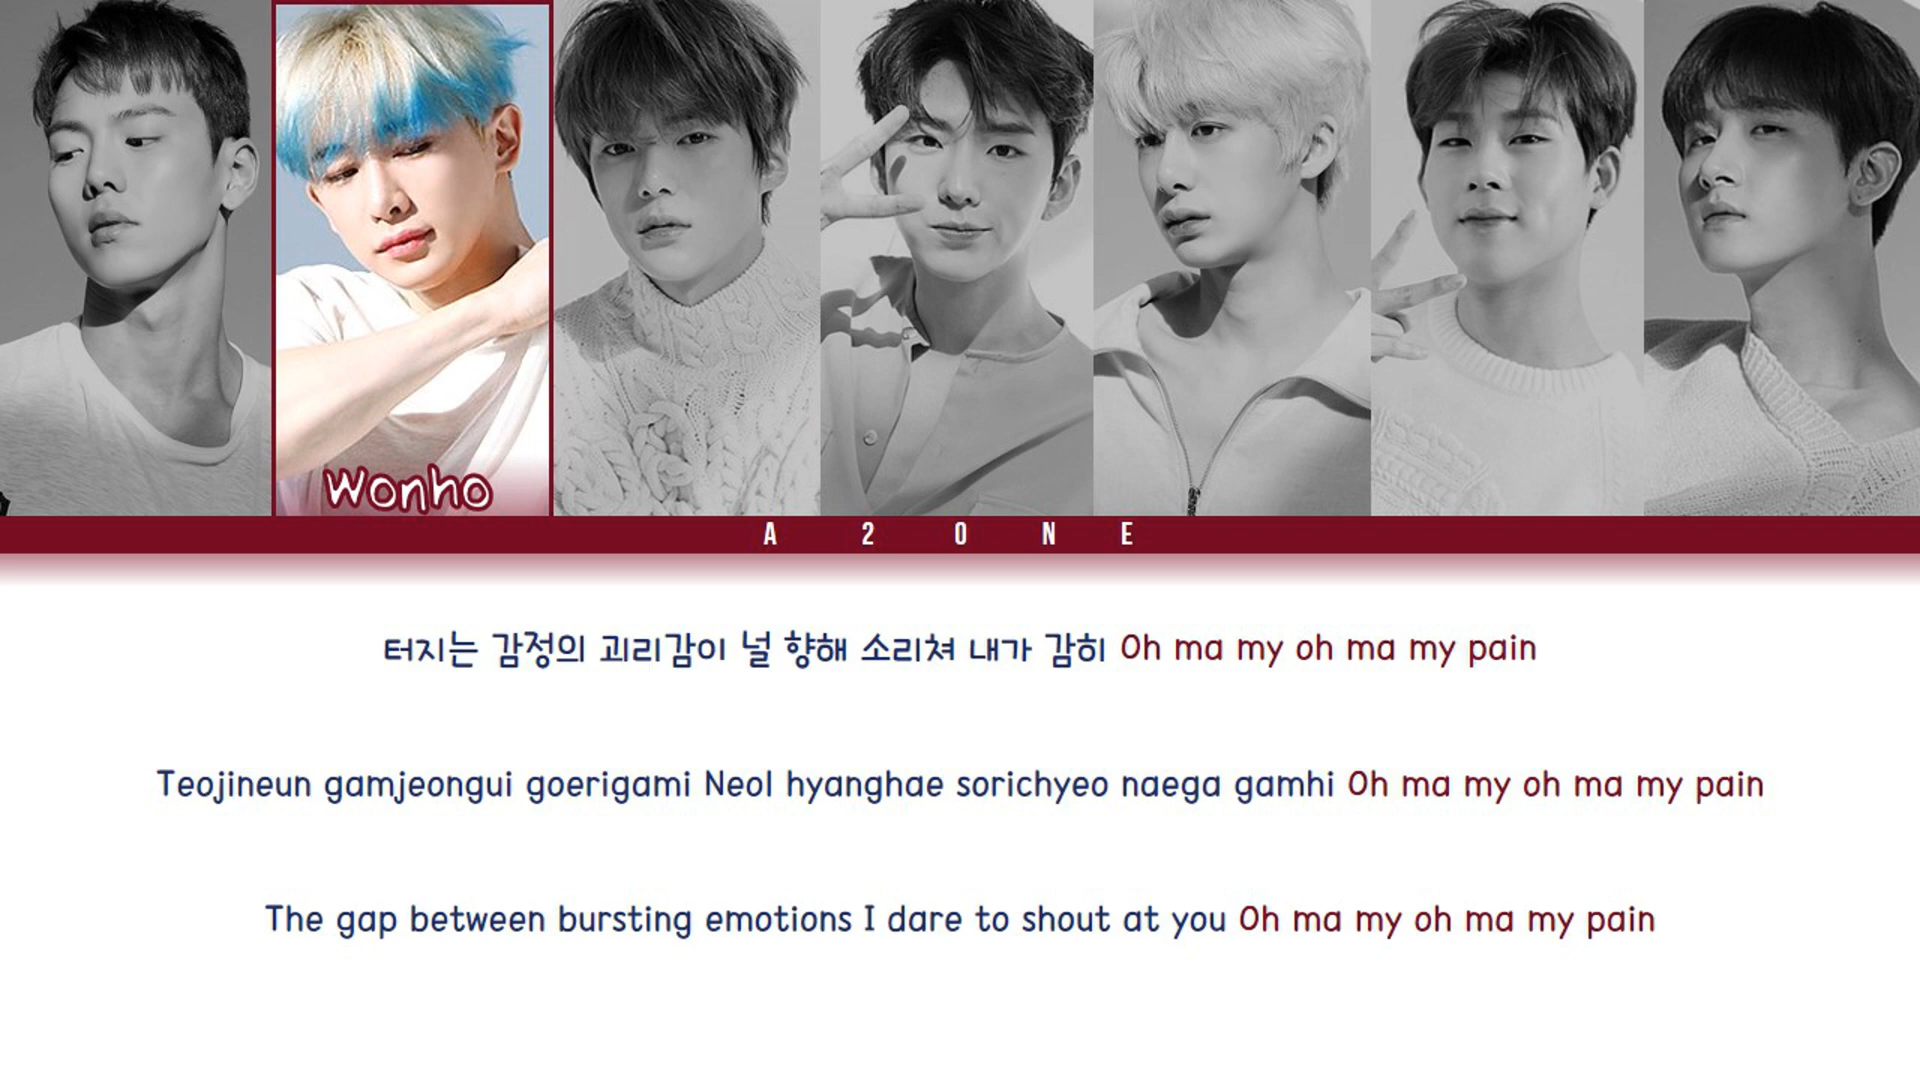 Wonho
A 2 O N E
터지는 감정의 괴리감이 널 향해 소리쳐 내가 감히 Oh ma my oh ma my pain
Teojineun gamjeongui goerigami Neol hyanghae sorichyeo naega gamhi Oh ma my oh ma my pain
The gap between bursting emotions I dare to shout at you Oh ma my oh ma my pain